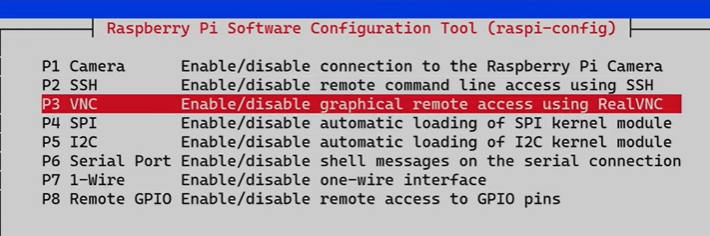 Raspberry Pi Software Configuration Tool (raspi-config)
P1 Camera Enable/disable connection to the Raspberry Pi Camera
P2 SSH Enable/disable remote command line access using SSH
P3 VNC Enable/disable graphical remote access using RealVNC
P4 SPI Enable/disable automatic loading of SPI kernel module
P5 I2C Enable/disable automatic loading of I2C kernel module
P6 Serial Port Enable/disable shell messages on the serial connection
P7 1-Wire Enable/disable one-wire interface
P8 Remote GPIO Enable/disable remote access to GPIO pins